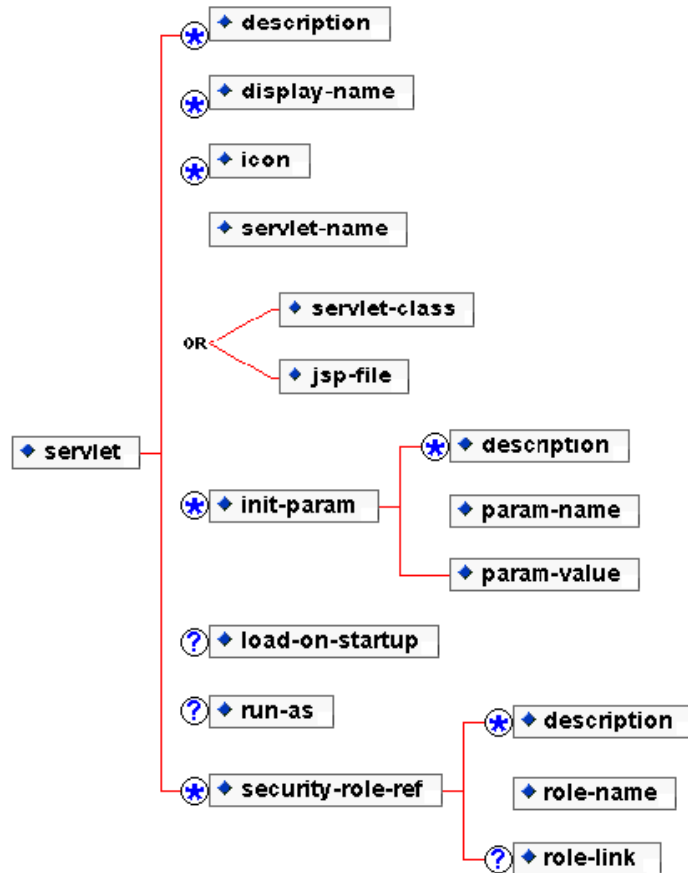 description
display-name
icon
servlet-name
servlet-class
OR
jsp-file
servlet
description
init-param
param-name
param-value
load-on-startup
run-as
description
security-role-ref
role-name
role-link